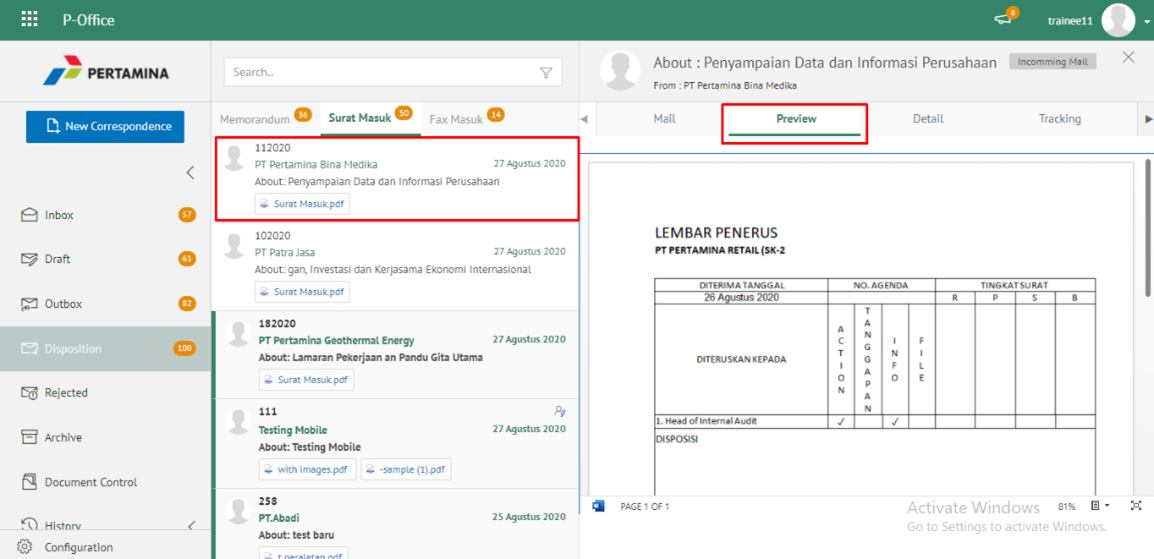 P-Office
0
trainee11
PERTAMINA
New Correspondence
Inbox
57
Draft
61
Outbox
82
Disposition
100
Rejected
Archive
Document Control
History
Configuration
Search..
Memorandum
36
Surat Masuk
50
Fax Masuk
14
112020
PT Pertamina Bina Medika
27 Agustus 2020
About: Penyampaian Data dan Informasi Perusahaan
Surat Masuk.pdf
102020
PT Patra Jasa
27 Agustus 2020
About: gan, Investasi dan Kerjasama Ekonomi Internasional
Surat Masuk.pdf
182020
PT Pertamina Geothermal Energy
27 Agustus 2020
About: Lamaran Pekerjaan an Pandu Gita Utama
Surat Masuk.pdf
111
Testing Mobile
27 Agustus 2020
About: Testing Mobile
with images.pdf
-sample (1).pdf
258
PT.Abadi
25 Agustus 2020
About: test baru
t peralatan.pdf
About : Penyampaian Data dan Informasi Perusahaan
Incomming Mail
From : PT Pertamina Bina Medika
Mail
Preview
Detail
Tracking
LEMBAR PENERUS
PT PERTAMINA RETAIL (SK-2
DITERIMA TANGGAL
NO. AGENDA
TINGKAT SURAT
26 Agustus 2020
R
P
S
B
DITERUSKAN KEPADA
ACTION
TANGGAPAN
INFO
FILE
1. Head of Internal Audit
✓
✓
DISPOSISI
PAGE 1 OF 1
81%
Activate Windows
Go to Settings to activate Windows.